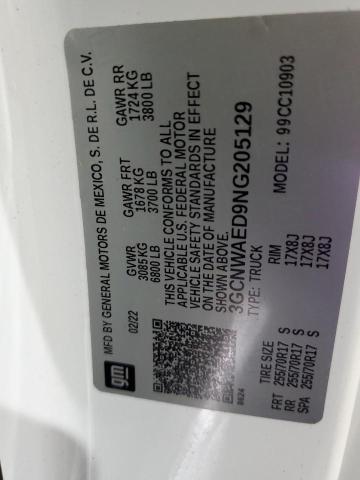 MFD BY GENERAL MOTORS DE MEXICO, S. DE R.L. DE C.V.
02/22 GVWR GAWR FRT GAWR RR
3085 KG 1678 KG 1724 KG
6800 LB 3700 LB 3800 LB
THIS VEHICLE CONFORMS TO ALL
APPLICABLE U.S. FEDERAL MOTOR
VEHICLE SAFETY STANDARDS IN EFFECT
ON THE DATE OF MANUFACTURE
SHOWN ABOVE.
3GCNWAED9NG205129
TYPE: TRUCK MODEL: 99CC10903
gm
8624
TIRE SIZE RIM
FRT 255/70R17 S 17X8J
RR 255/70R17 S 17X8J
SPA 255/70R17 S 17X8J